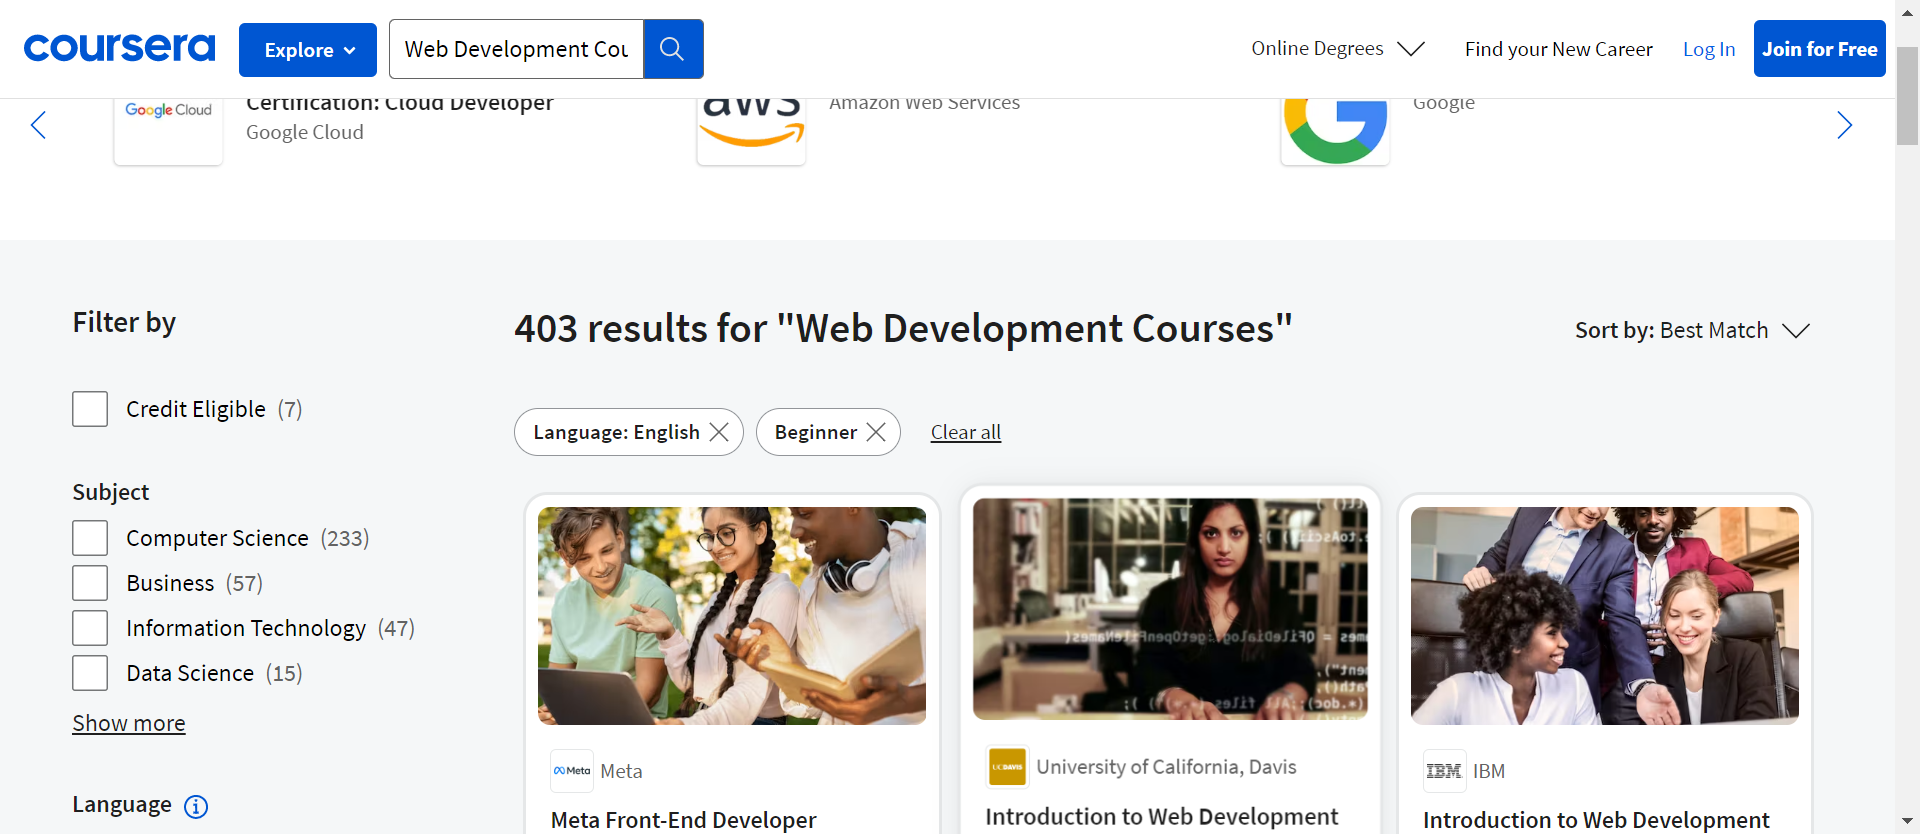 coursera
Explore
Web Development Cou
Online Degrees
Find your New Career
Log In
Join for Free
Google Cloud
Certification: Cloud Developer
Google Cloud
aws
Amazon Web Services
Google
Filter by
403 results for "Web Development Courses"
Sort by: Best Match
Credit Eligible (7)
Language: English
Beginner
Clear all
Subject
Computer Science (233)
Business (57)
Information Technology (47)
Data Science (15)
Show more
Language
Meta
Meta
Meta Front-End Developer
UCDAVIS
University of California, Davis
Introduction to Web Development
IBM
IBM
Introduction to Web Development